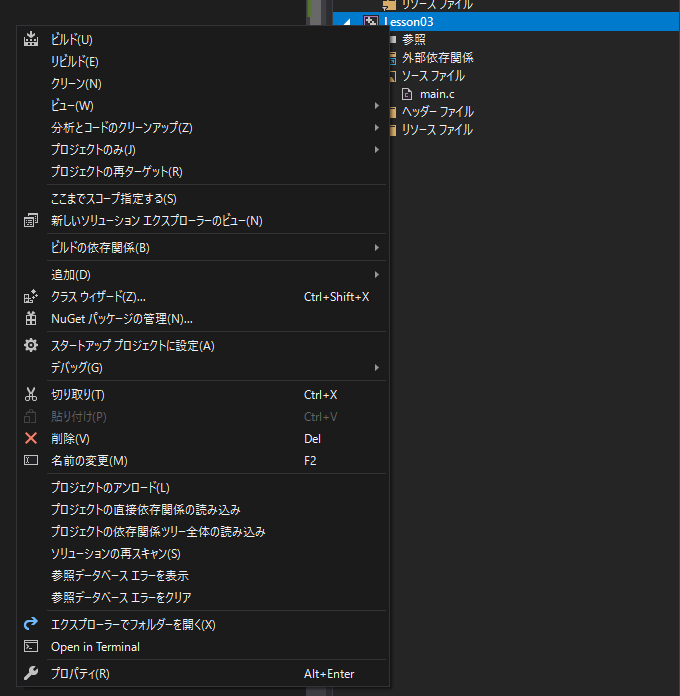 リソース ファイル
Lesson03
参照
外部依存関係
ソース ファイル
main.c
ヘッダー ファイル
リソース ファイル
ビルド(U)
リビルド(E)
クリーン(N)
ビュー(W)
分析とコードのクリーンアップ(Z)
プロジェクトのみ(J)
プロジェクトの再ターゲット(R)
ここまでスコープ指定する(S)
新しいソリューション エクスプローラーのビュー(N)
ビルドの依存関係(B)
追加(D)
クラス ウィザード(Z)... Ctrl+Shift+X
NuGet パッケージの管理(N)...
スタートアップ プロジェクトに設定(A)
デバッグ(G)
切り取り(T) Ctrl+X
貼り付け(P) Ctrl+V
削除(V) Del
名前の変更(M) F2
プロジェクトのアンロード(L)
プロジェクトの直接依存関係の読み込み
プロジェクトの依存関係ツリー全体の読み込み
ソリューションの再スキャン(S)
参照データベース エラーを表示
参照データベース エラーをクリア
エクスプローラーでフォルダーを開く(X)
Open in Terminal
プロパティ(R) Alt+Enter